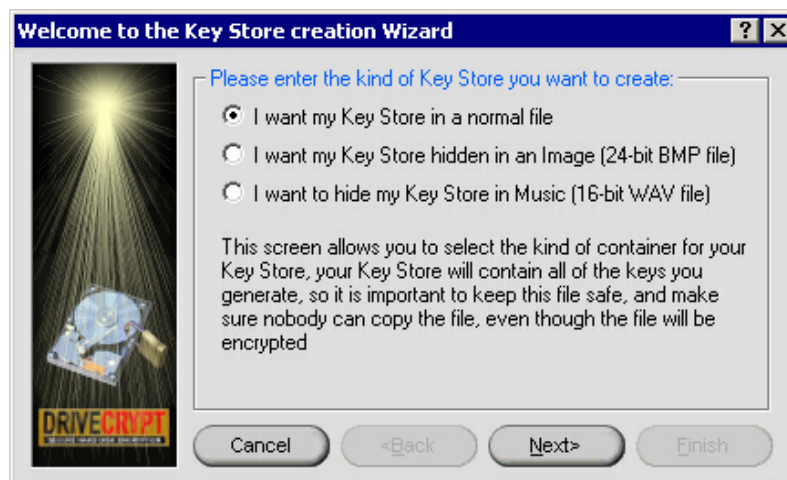 Welcome to the Key Store creation Wizard
Please enter the kind of Key Store you want to create:
I want my Key Store in a normal file
I want my Key Store hidden in an Image (24-bit BMP file)
I want to hide my Key Store in Music (16-bit WAV file)
This screen allows you to select the kind of container for your
Key Store, your Key Store will contain all of the keys you
generate, so it is important to keep this file safe, and make
sure nobody can copy the file, even though the file will be
encrypted
DRIVECRYPT
SECURE HARD DISK ENCRYPTION
Cancel <Back Next> Finish